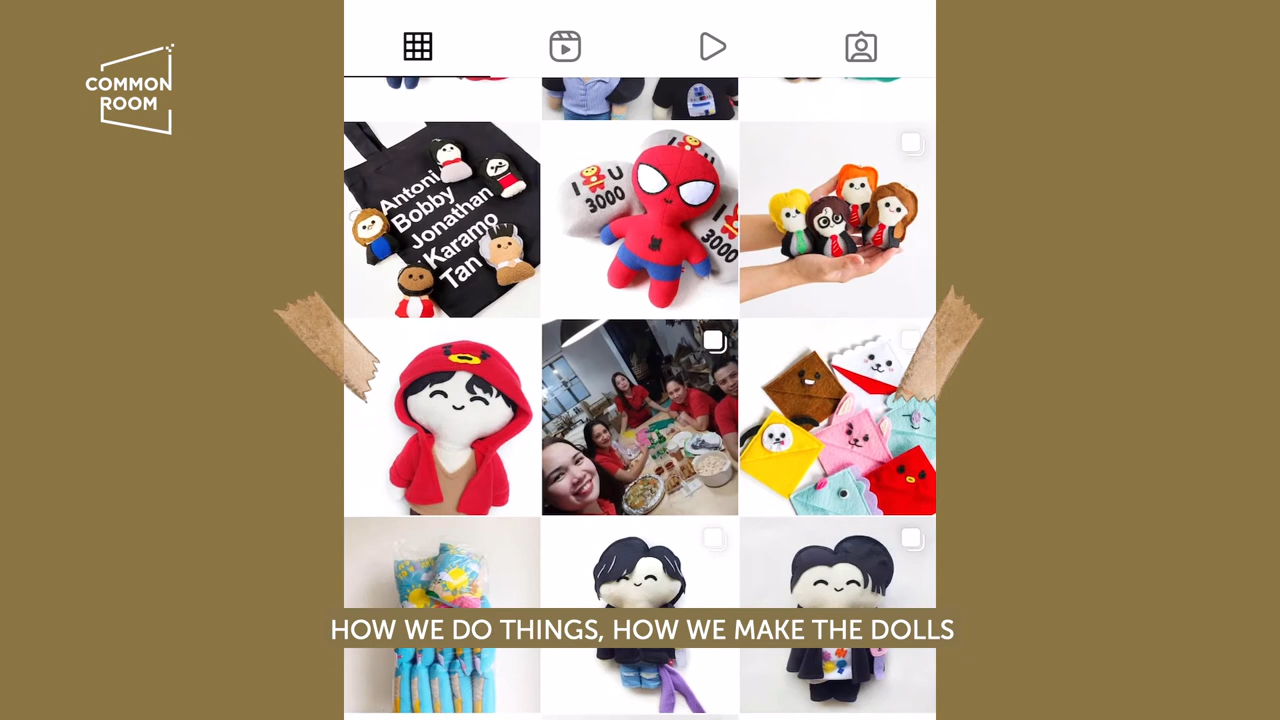 COMMON
ROOM
Antoni
Bobby
Jonathan
Karamo
Tan
I U
3000
I U
3000
HOW WE DO THINGS, HOW WE MAKE THE DOLLS